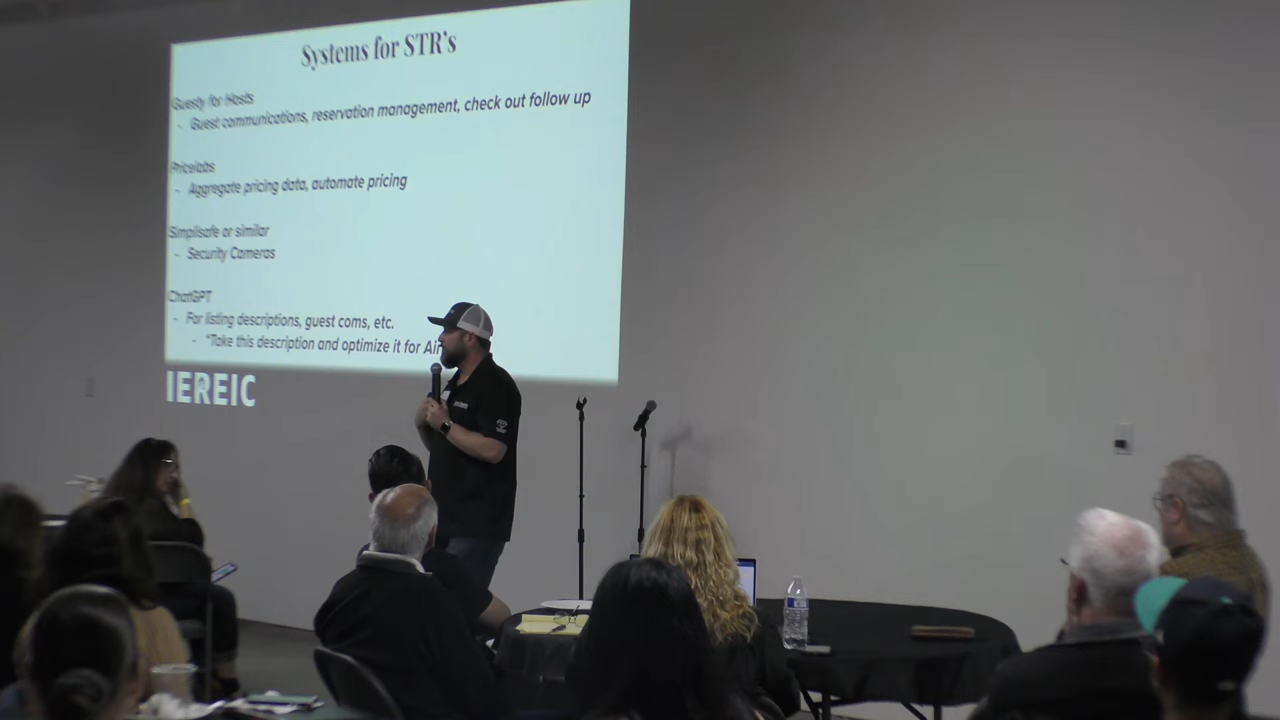 Systems for STR's
Guesty for Hosts
- Guest communications, reservation management, check out follow up
Pricelabs
- Aggregate pricing data, automate pricing
Simplisafe or similar
- Security Cameras
ChatGPT
- For listing descriptions, guest coms, etc.
- "Take this description and optimize it for Air
IEREIC